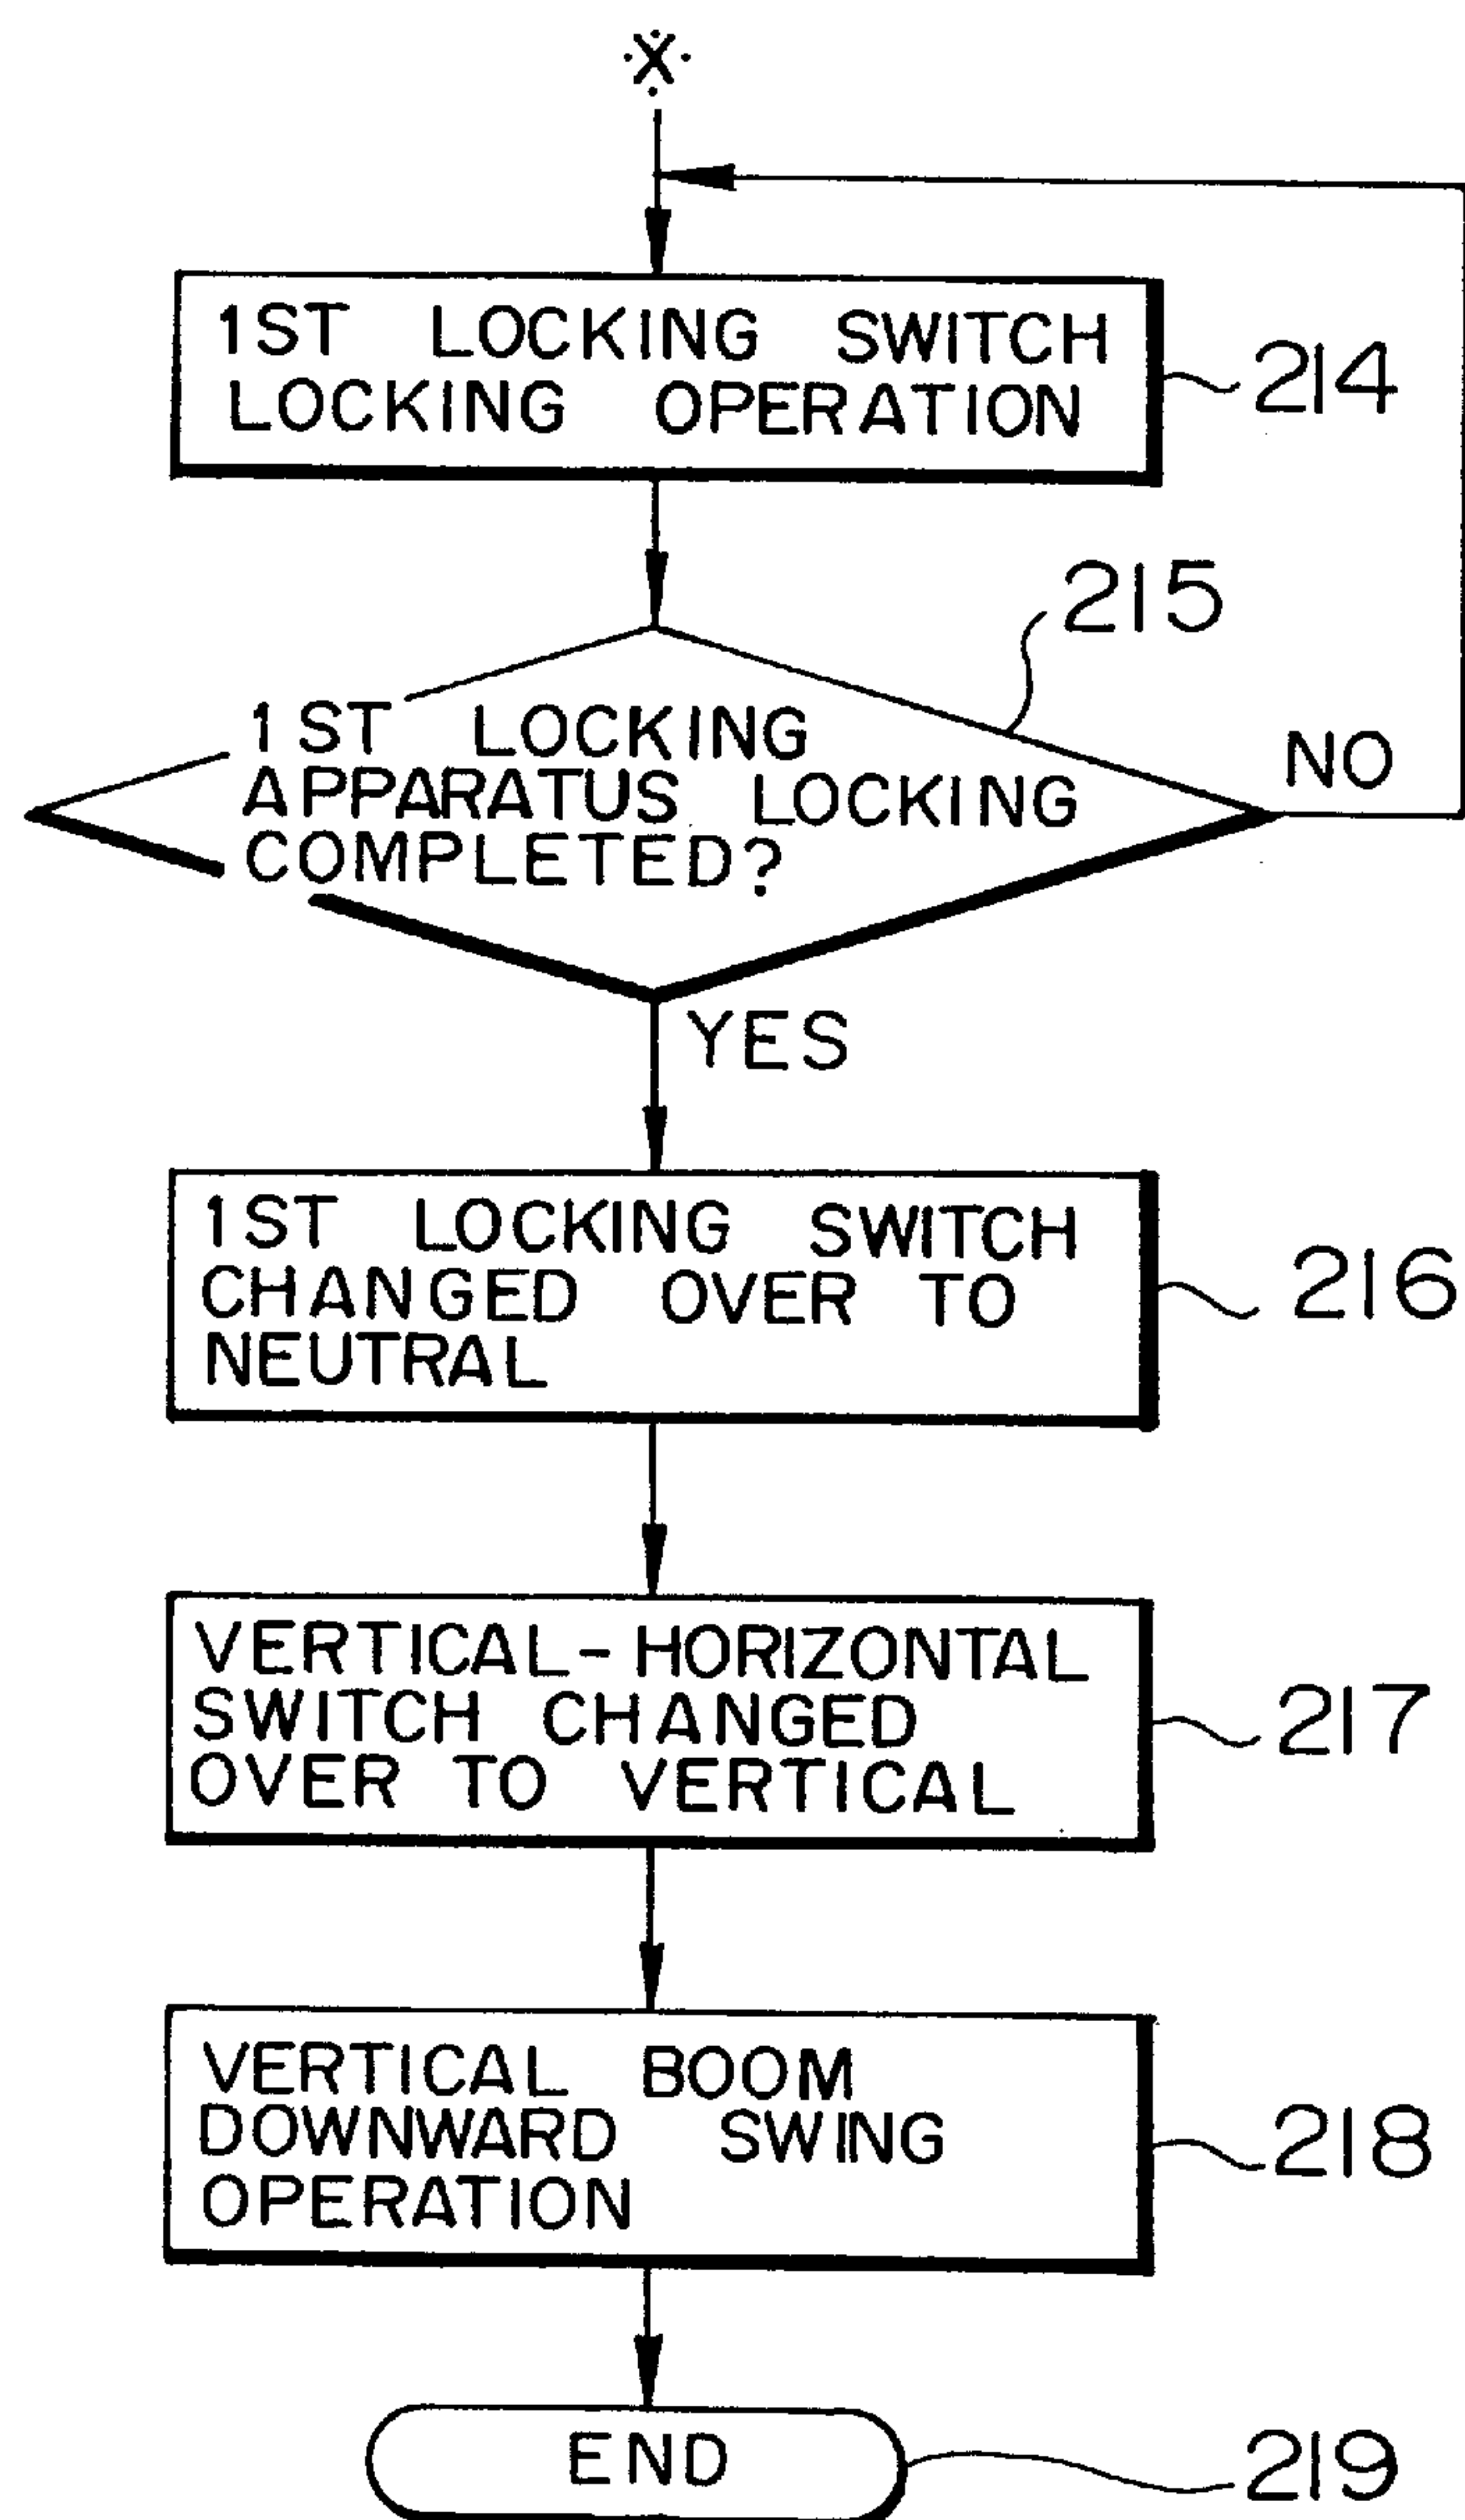 ※
1ST LOCKING SWITCH
LOCKING OPERATION
214
215
1ST LOCKING
APPARATUS LOCKING
COMPLETED?
NO
YES
1ST LOCKING SWITCH
CHANGED OVER TO
NEUTRAL
216
VERTICAL-HORIZONTAL
SWITCH CHANGED
OVER TO VERTICAL
217
VERTICAL BOOM
DOWNWARD SWING
OPERATION
218
END
219